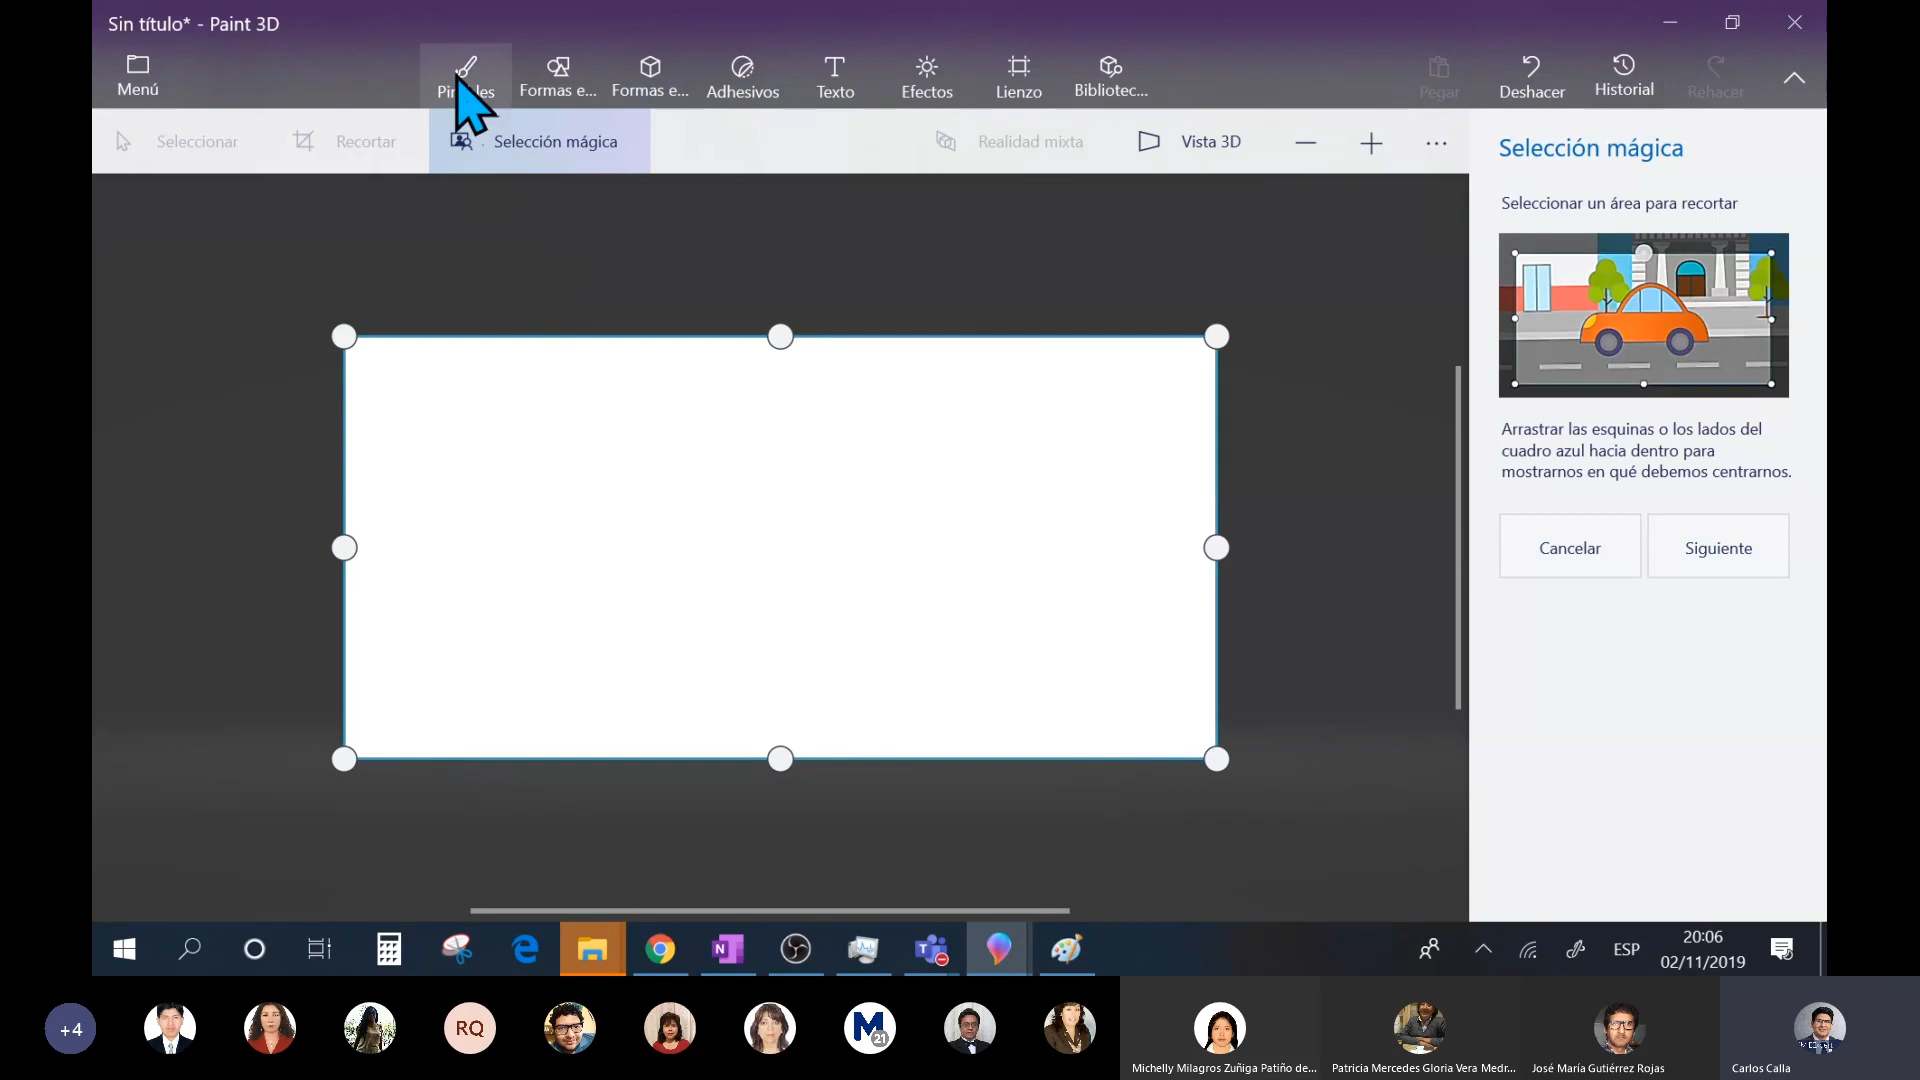 Sin título* - Paint 3D
Menú
Formas e...
Formas e...
Adhesivos
Texto
Efectos
Lienzo
Bibliotec...
Pegar
Deshacer
Historial
Rehacer
Seleccionar
Recortar
Selección mágica
Realidad mixta
Vista 3D
Selección mágica
Seleccionar un área para recortar
Arrastrar las esquinas o los lados del
cuadro azul hacia dentro para
mostrarnos en qué debemos centrarnos.
Cancelar
Siguiente
ESP
20:06
02/11/2019
+4
RQ
M
21
Michelly Milagros Zuñiga Patiño de...
Patricia Mercedes Gloria Vera Medr...
José María Gutiérrez Rojas
Carlos Calla